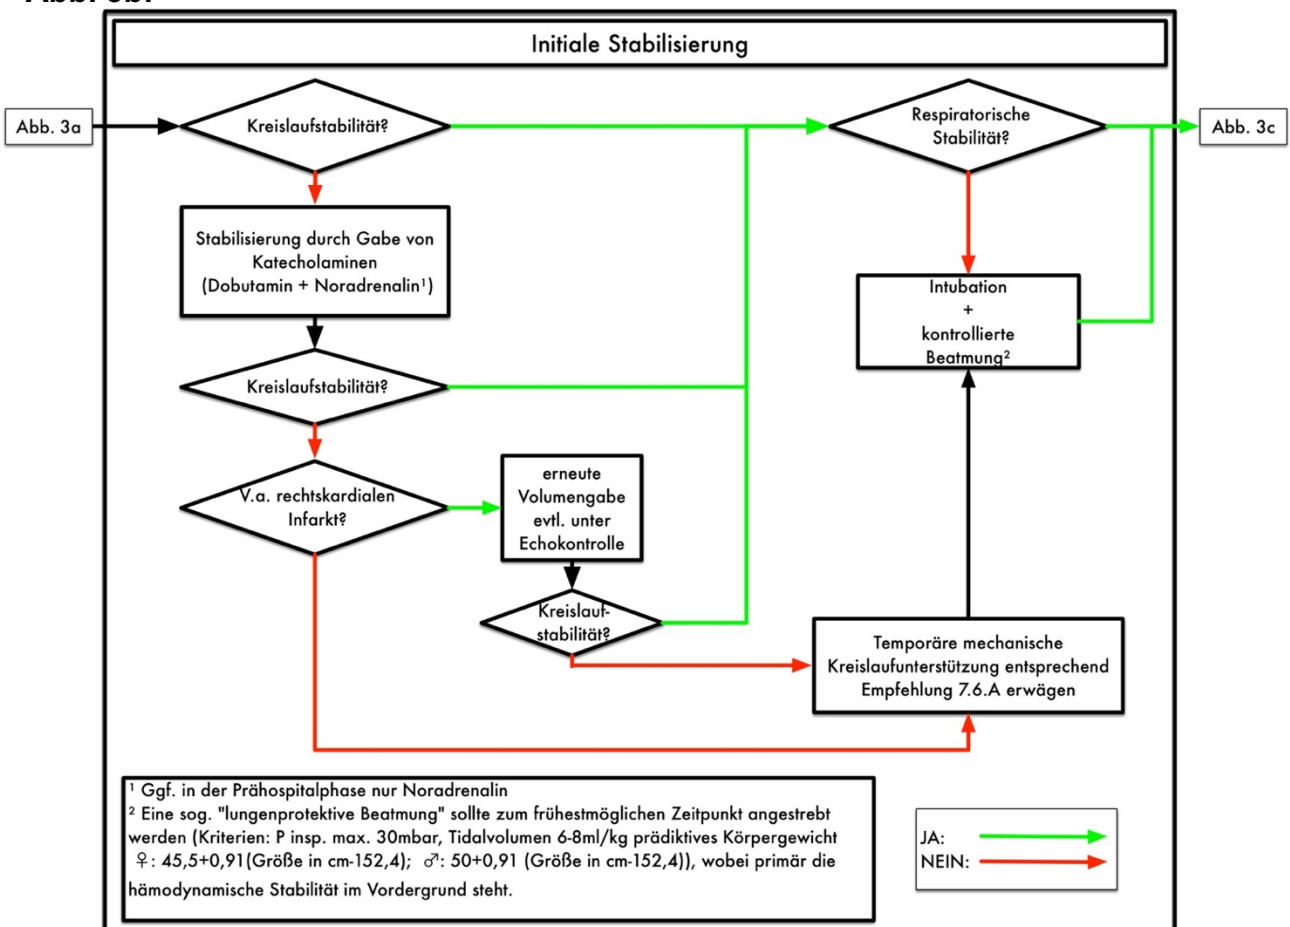 Abb. 3b.
Initiale Stabilisierung
Abb. 3a
Kreislaufstabilität?
Respiratorische
Stabilität?
Abb. 3c
Stabilisierung durch Gabe von
Katecholaminen
(Dobutamin + Noradrenalin¹)
Intubation
+
kontrollierte
Beatmung²
Kreislaufstabilität?
V.a. rechtskardialen
Infarkt?
erneute
Volumengabe
evtl. unter
Echokontrolle
Kreislauf-
stabilität?
Temporäre mechanische
Kreislaufunterstützung entsprechend
Empfehlung 7.6.A erwägen
¹ Ggf. in der Prähospitalphase nur Noradrenalin
² Eine sog. "lungenprotektive Beatmung" sollte zum frühestmöglichen Zeitpunkt angestrebt
werden (Kriterien: P insp. max. 30mbar, Tidalvolumen 6-8ml/kg prädiktives Körpergewicht
♀: 45,5+0,91(Größe in cm-152,4); ♂: 50+0,91 (Größe in cm-152,4)), wobei primär die
hämodynamische Stabilität im Vordergrund steht.
JA:
NEIN: